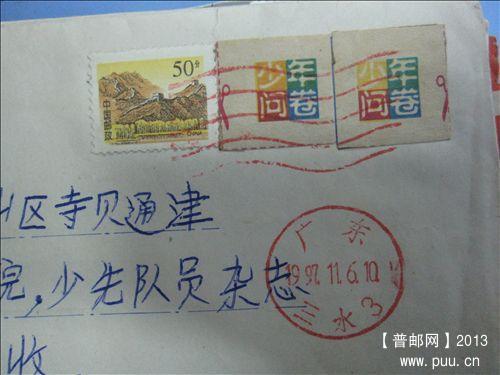 50分
中国邮政
CHINA
少年
问卷
少年
问卷
区寺贝通津
,少先队员杂志
收
广东
1997.11.6.10
三水3
【普邮网】2013
www.puu.cn